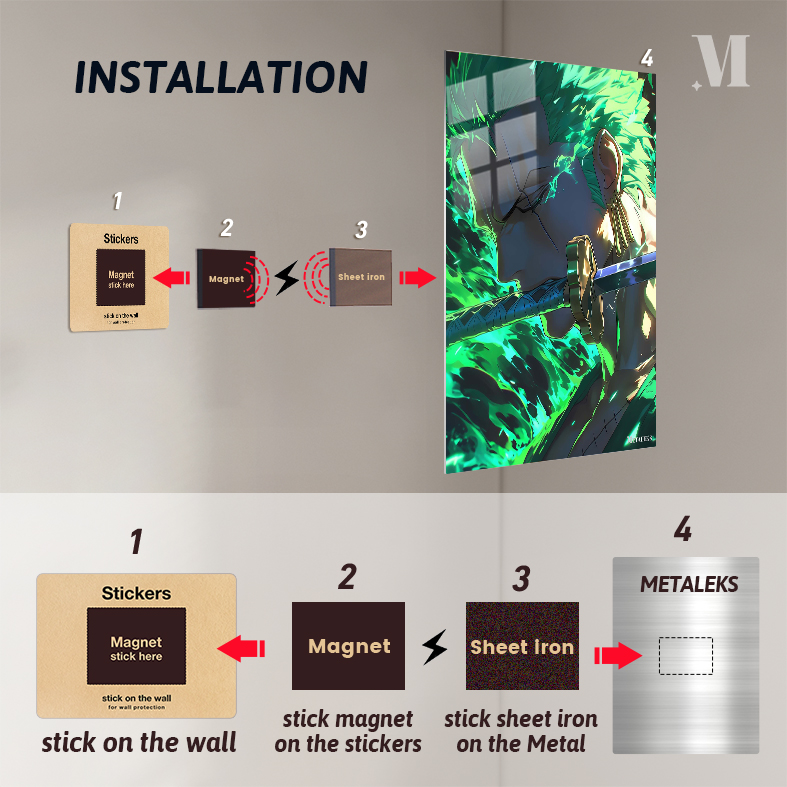 INSTALLATION
M
4
1
2
3
Stickers
Magnet
stick here
stick on the wall
for wall protection
Magnet
Sheet iron
METALEKS
1
2
3
4
Stickers
Magnet
stick here
stick on the wall
for wall protection
Magnet
Sheet iron
METALEKS
stick on the wall
stick magnet
on the stickers
stick sheet iron
on the Metal